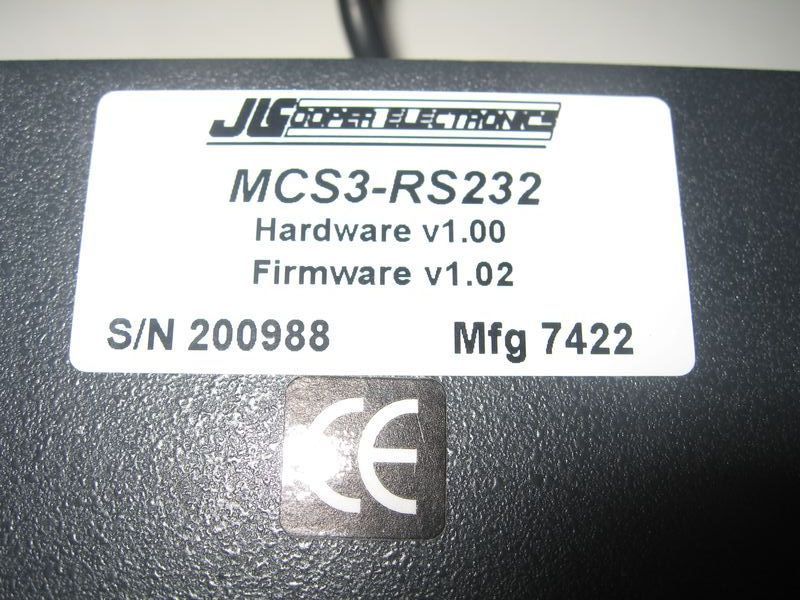 JLCOOPER ELECTRONICS
MCS3-RS232
Hardware v1.00
Firmware v1.02
S/N 200988 Mfg 7422
CE